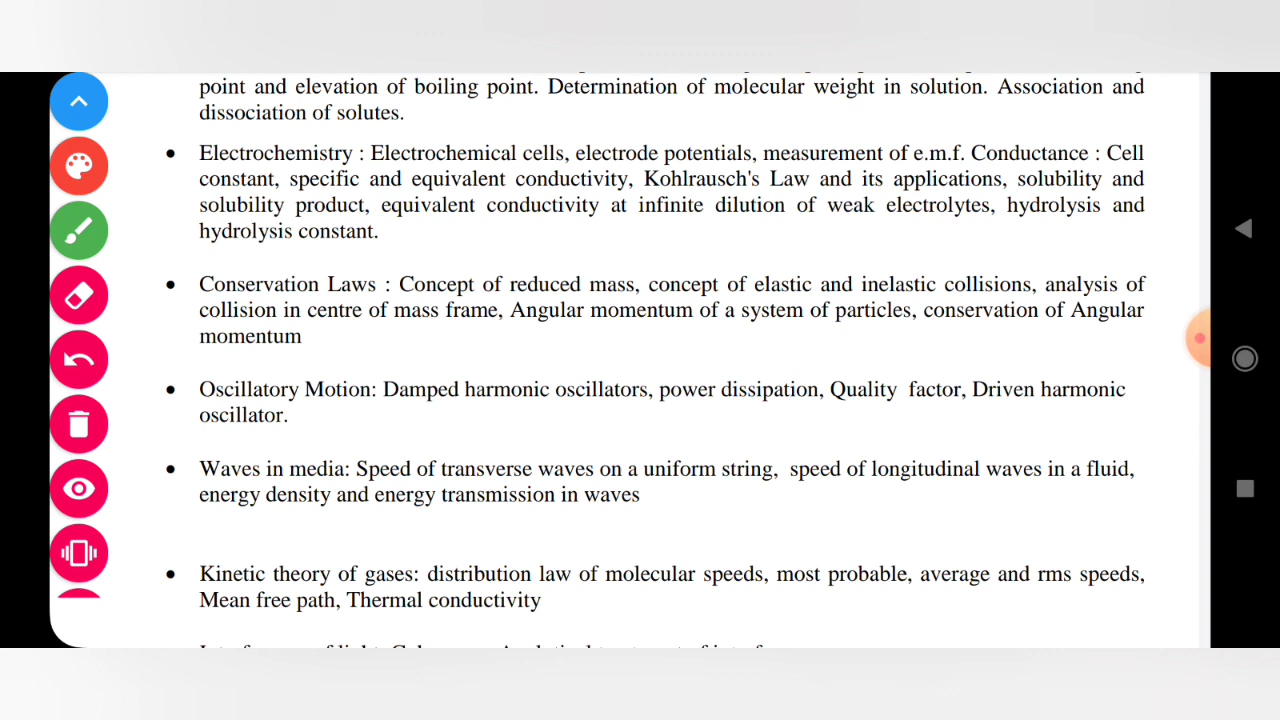 point and elevation of boiling point. Determination of molecular weight in solution. Association and
dissociation of solutes.
• Electrochemistry : Electrochemical cells, electrode potentials, measurement of e.m.f. Conductance : Cell
constant, specific and equivalent conductivity, Kohlrausch's Law and its applications, solubility and
solubility product, equivalent conductivity at infinite dilution of weak electrolytes, hydrolysis and
hydrolysis constant.
• Conservation Laws : Concept of reduced mass, concept of elastic and inelastic collisions, analysis of
collision in centre of mass frame, Angular momentum of a system of particles, conservation of Angular
momentum
• Oscillatory Motion: Damped harmonic oscillators, power dissipation, Quality factor, Driven harmonic
oscillator.
• Waves in media: Speed of transverse waves on a uniform string, speed of longitudinal waves in a fluid,
energy density and energy transmission in waves
• Kinetic theory of gases: distribution law of molecular speeds, most probable, average and rms speeds,
Mean free path, Thermal conductivity